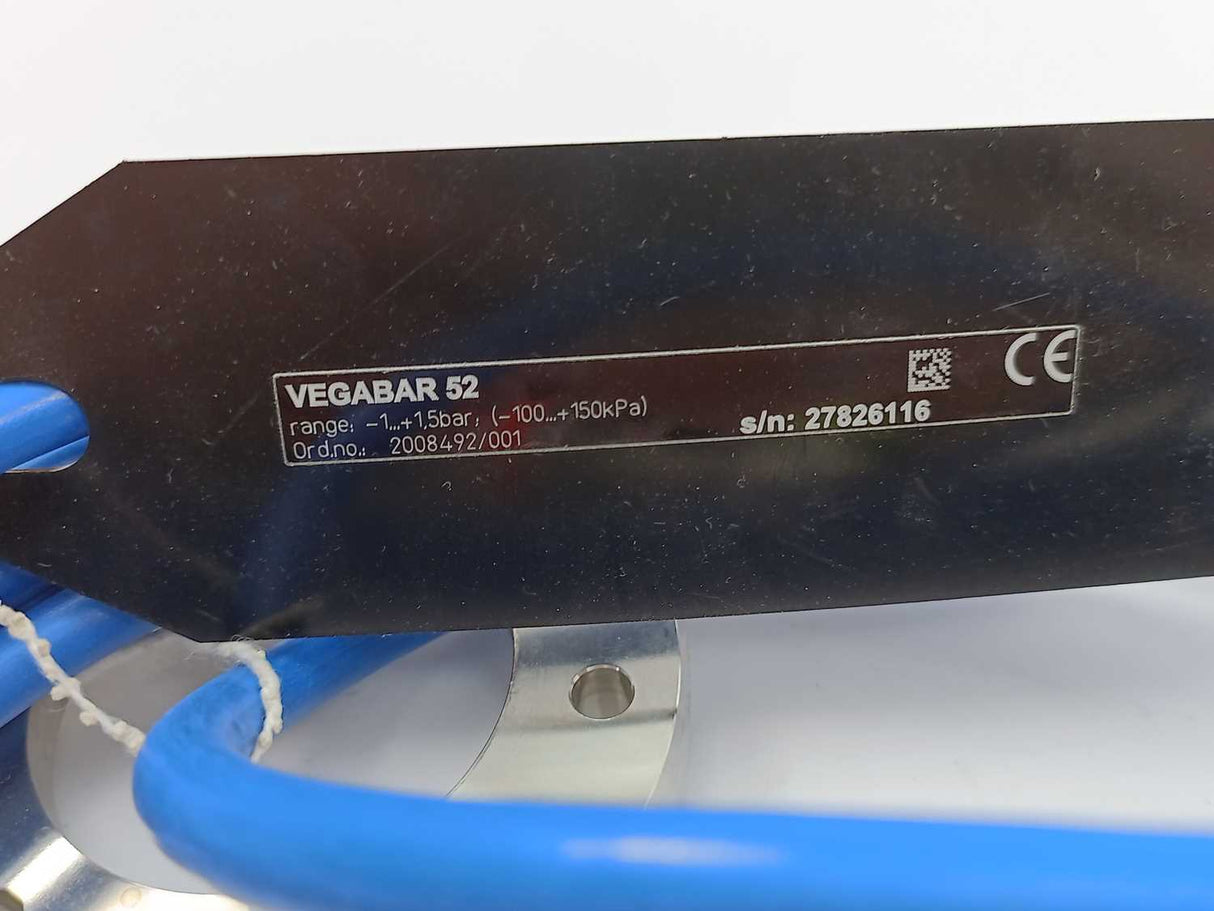 VEGABAR 52
range: -1...+1,5bar; (-100...+150kPa)
Ord.no.: 2008492/001
s/n: 27826116
CE